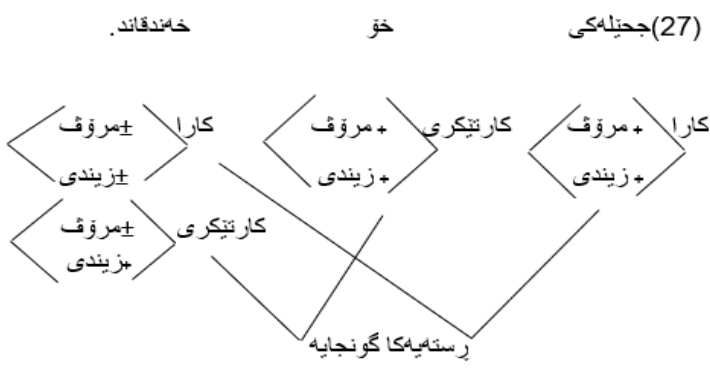 (27)جحێلەکی خۆ خەندقاند.
کارا +مرۆڤ کارتێکری +مرۆڤ کارا ±مرۆڤ
+زیندی +زیندی ±زیندی
کارتێکری ±مرۆڤ
+زیندی
ڕستەیەکا گونجایە